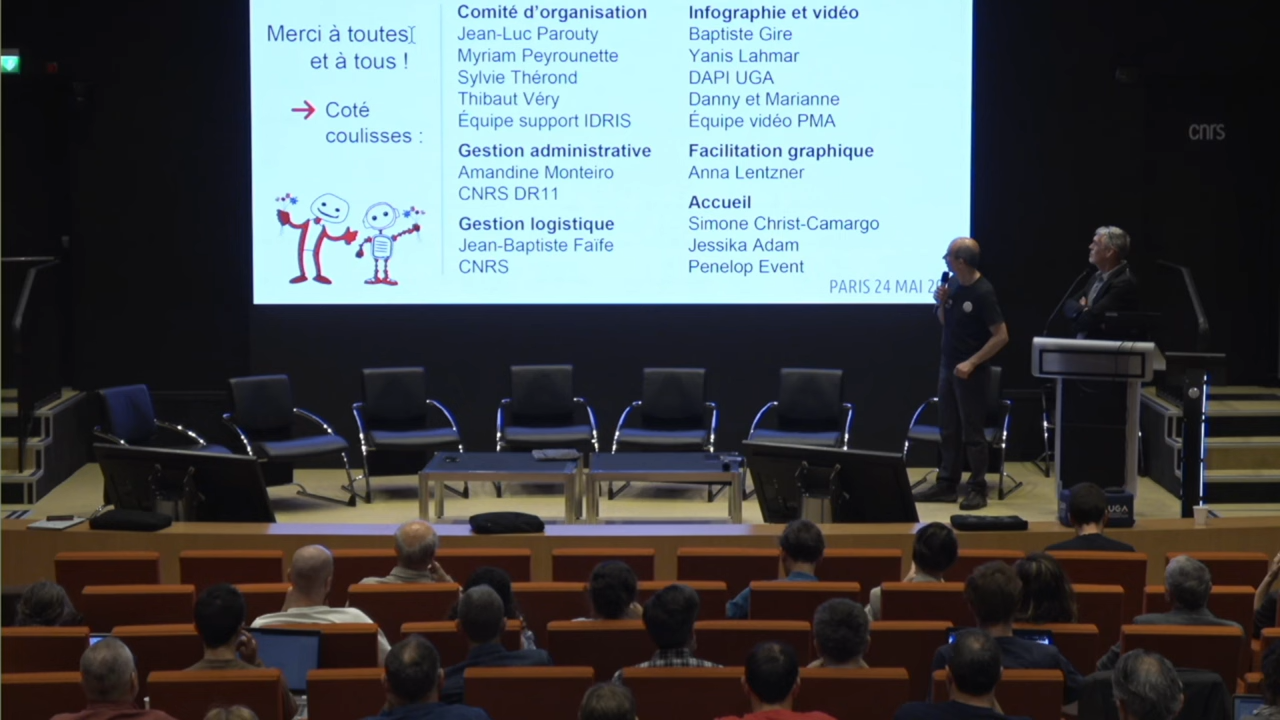 Merci à toutes
et à tous !
Coté
coulisses :
Comité d'organisation
Jean-Luc Parouty
Myriam Peyrounette
Sylvie Thérond
Thibaut Véry
Équipe support IDRIS
Gestion administrative
Amandine Monteiro
CNRS DR11
Gestion logistique
Jean-Baptiste Faïfe
CNRS
Infographie et vidéo
Baptiste Gire
Yanis Lahmar
DAPI UGA
Danny et Marianne
Équipe vidéo PMA
Facilitation graphique
Anna Lentzner
Accueil
Simone Christ-Camargo
Jessika Adam
Penelop Event
PARIS 24 MAI
cnrs
UGA